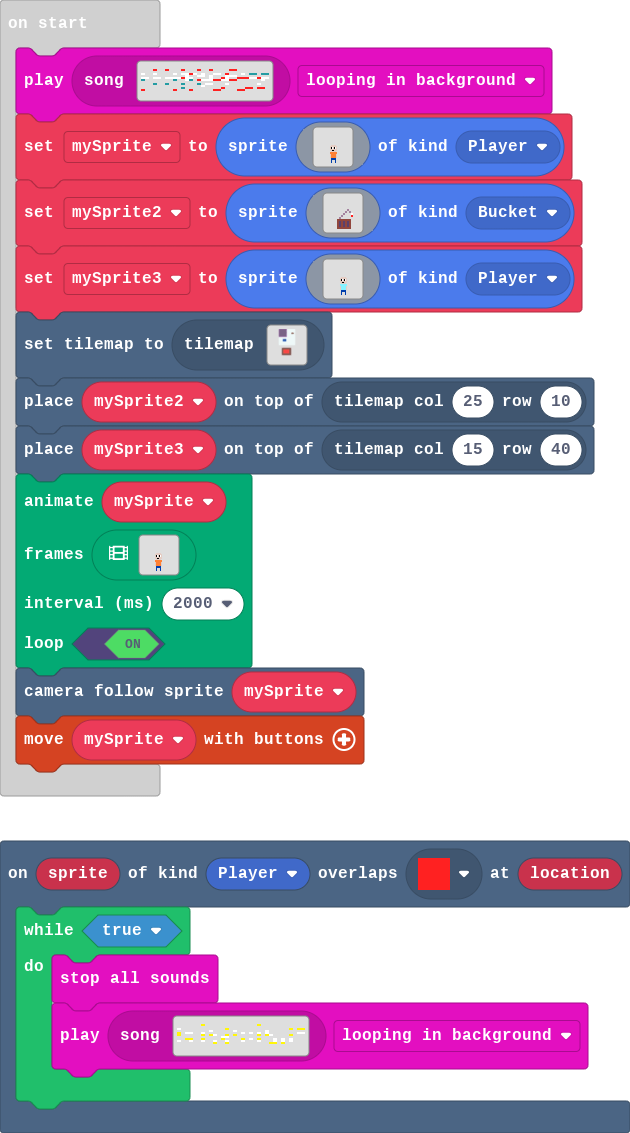 on start
play song looping in background
set mySprite to sprite of kind Player
set mySprite2 to sprite of kind Bucket
set mySprite3 to sprite of kind Player
set tilemap to tilemap
place mySprite2 on top of tilemap col 25 row 10
place mySprite3 on top of tilemap col 15 row 40
animate mySprite
frames
interval (ms) 2000
loop ON
camera follow sprite mySprite
move mySprite with buttons
on sprite of kind Player overlaps at location
while true
do
stop all sounds
play song looping in background